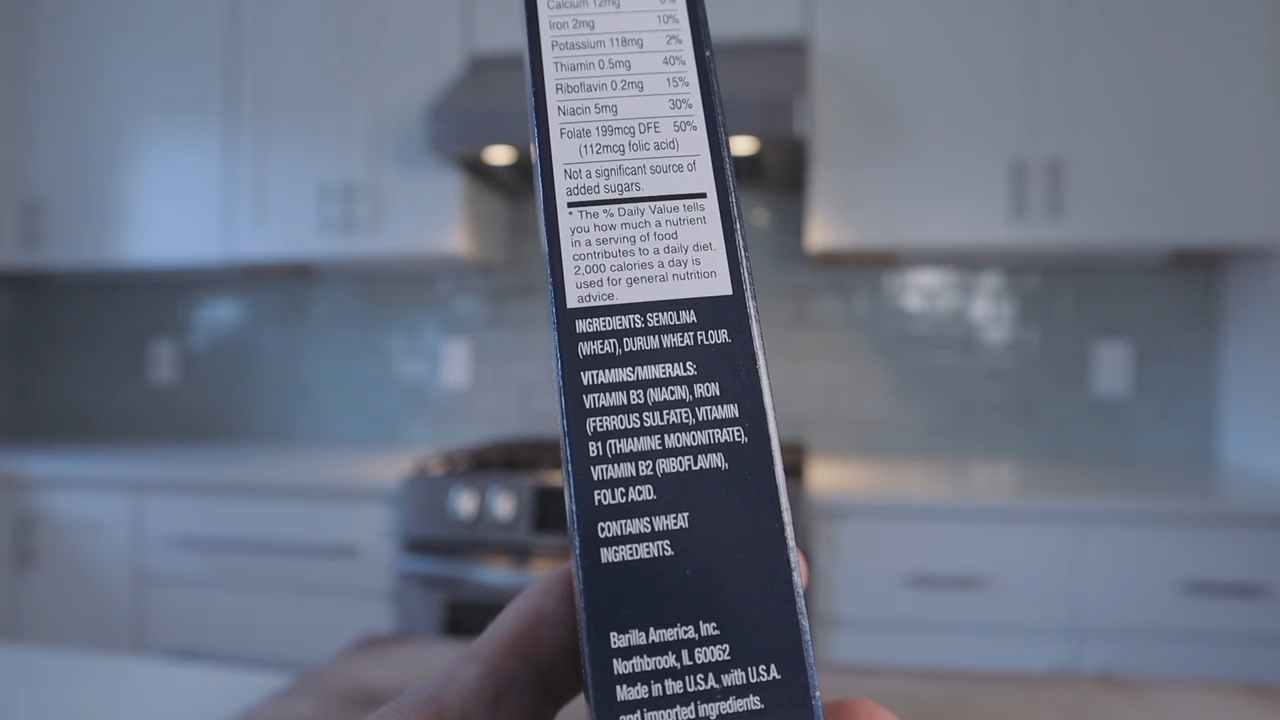 Calcium 12mg 0%
Iron 2mg 10%
Potassium 118mg 2%
Thiamin 0.5mg 40%
Riboflavin 0.2mg 15%
Niacin 5mg 30%
Folate 199mcg DFE 50%
(112mcg folic acid)
Not a significant source of
added sugars.
* The % Daily Value tells
you how much a nutrient
in a serving of food
contributes to a daily diet.
2,000 calories a day is
used for general nutrition
advice.
INGREDIENTS: SEMOLINA
(WHEAT), DURUM WHEAT FLOUR.
VITAMINS/MINERALS:
VITAMIN B3 (NIACIN), IRON
(FERROUS SULFATE), VITAMIN
B1 (THIAMINE MONONITRATE),
VITAMIN B2 (RIBOFLAVIN),
FOLIC ACID.
CONTAINS WHEAT
INGREDIENTS.
Barilla America, Inc.
Northbrook, IL 60062
Made in the U.S.A. with U.S.A.
and imported ingredients.